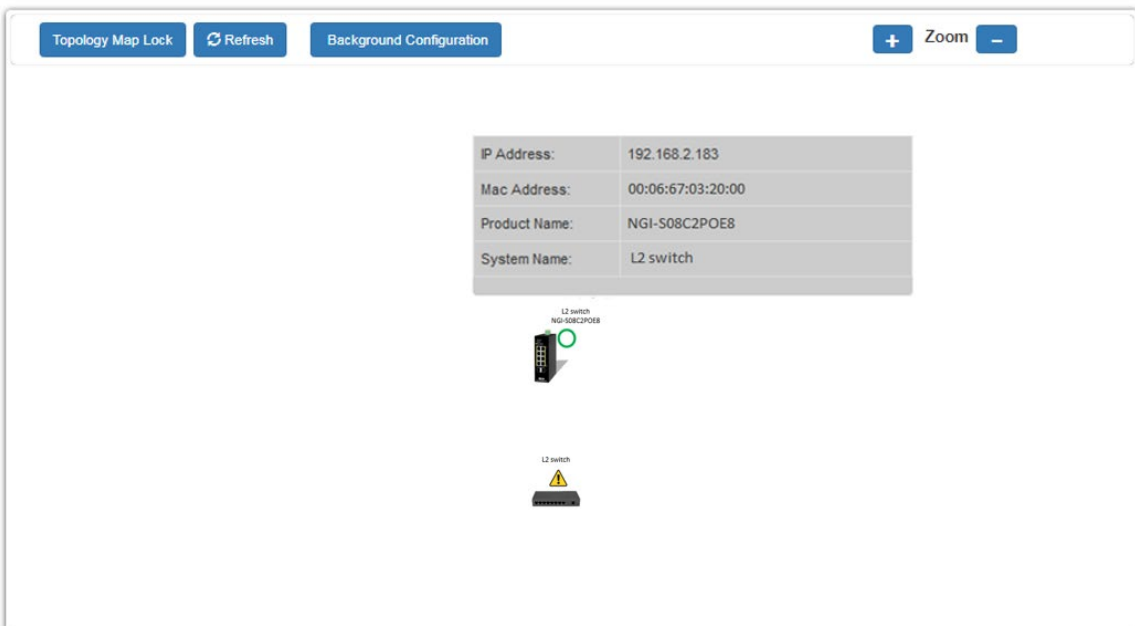 Topology Map Lock Refresh Background Configuration + Zoom –
IP Address: 192.168.2.183
Mac Address: 00:06:67:03:20:00
Product Name: NGI-S08C2POE8
System Name: L2 switch
L2 switch
NGI-S08C2POE8
L2 switch